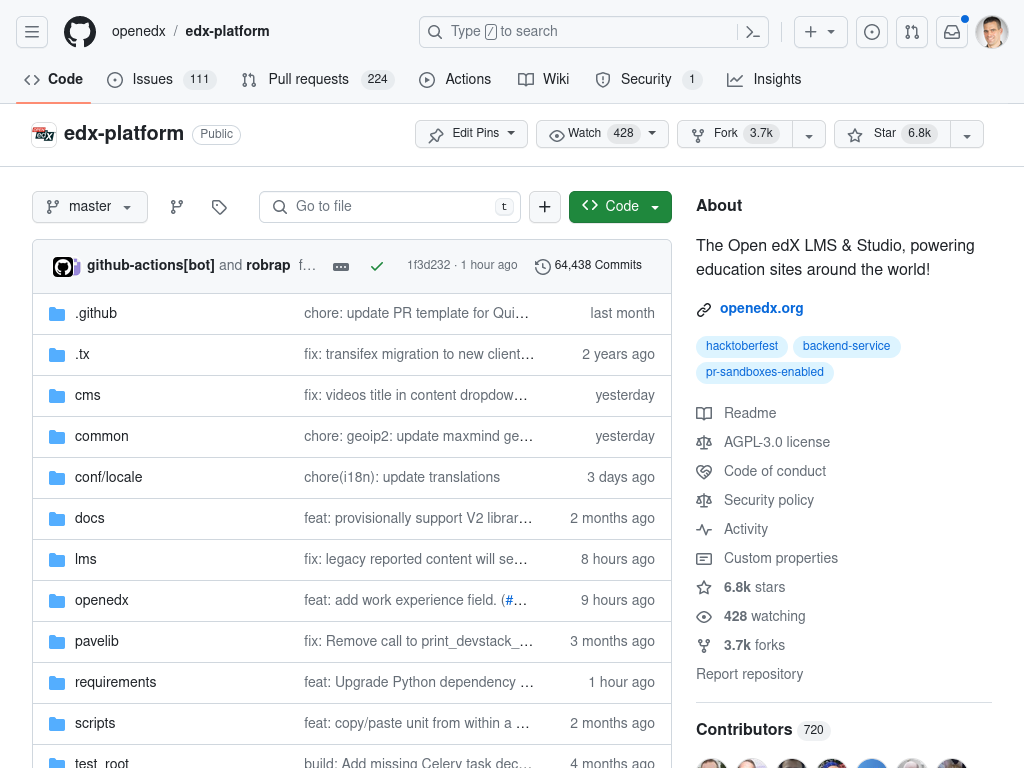 openedx / edx-platform
Type / to search
Code
Issues 111
Pull requests 224
Actions
Wiki
Security 1
Insights
edx-platform Public
Edit Pins
Watch 428
Fork 3.7k
Star 6.8k
master
Go to file t
Code
About
The Open edX LMS & Studio, powering
education sites around the world!
openedx.org
hacktoberfest backend-service
pr-sandboxes-enabled
Readme
AGPL-3.0 license
Code of conduct
Security policy
Activity
Custom properties
6.8k stars
428 watching
3.7k forks
Report repository
Contributors 720
github-actions[bot] and robrap f… 1f3d232 · 1 hour ago 64,438 Commits
.github chore: update PR template for Qui… last month
.tx fix: transifex migration to new client… 2 years ago
cms fix: videos title in content dropdow… yesterday
common chore: geoip2: update maxmind ge… yesterday
conf/locale chore(i18n): update translations 3 days ago
docs feat: provisionally support V2 librar… 2 months ago
lms fix: legacy reported content will se… 8 hours ago
openedx feat: add work experience field. (#… 9 hours ago
pavelib fix: Remove call to print_devstack_… 3 months ago
requirements feat: Upgrade Python dependency … 1 hour ago
scripts feat: copy/paste unit from within a … 2 months ago
test_root build: Add missing Celery task dec… 4 months ago